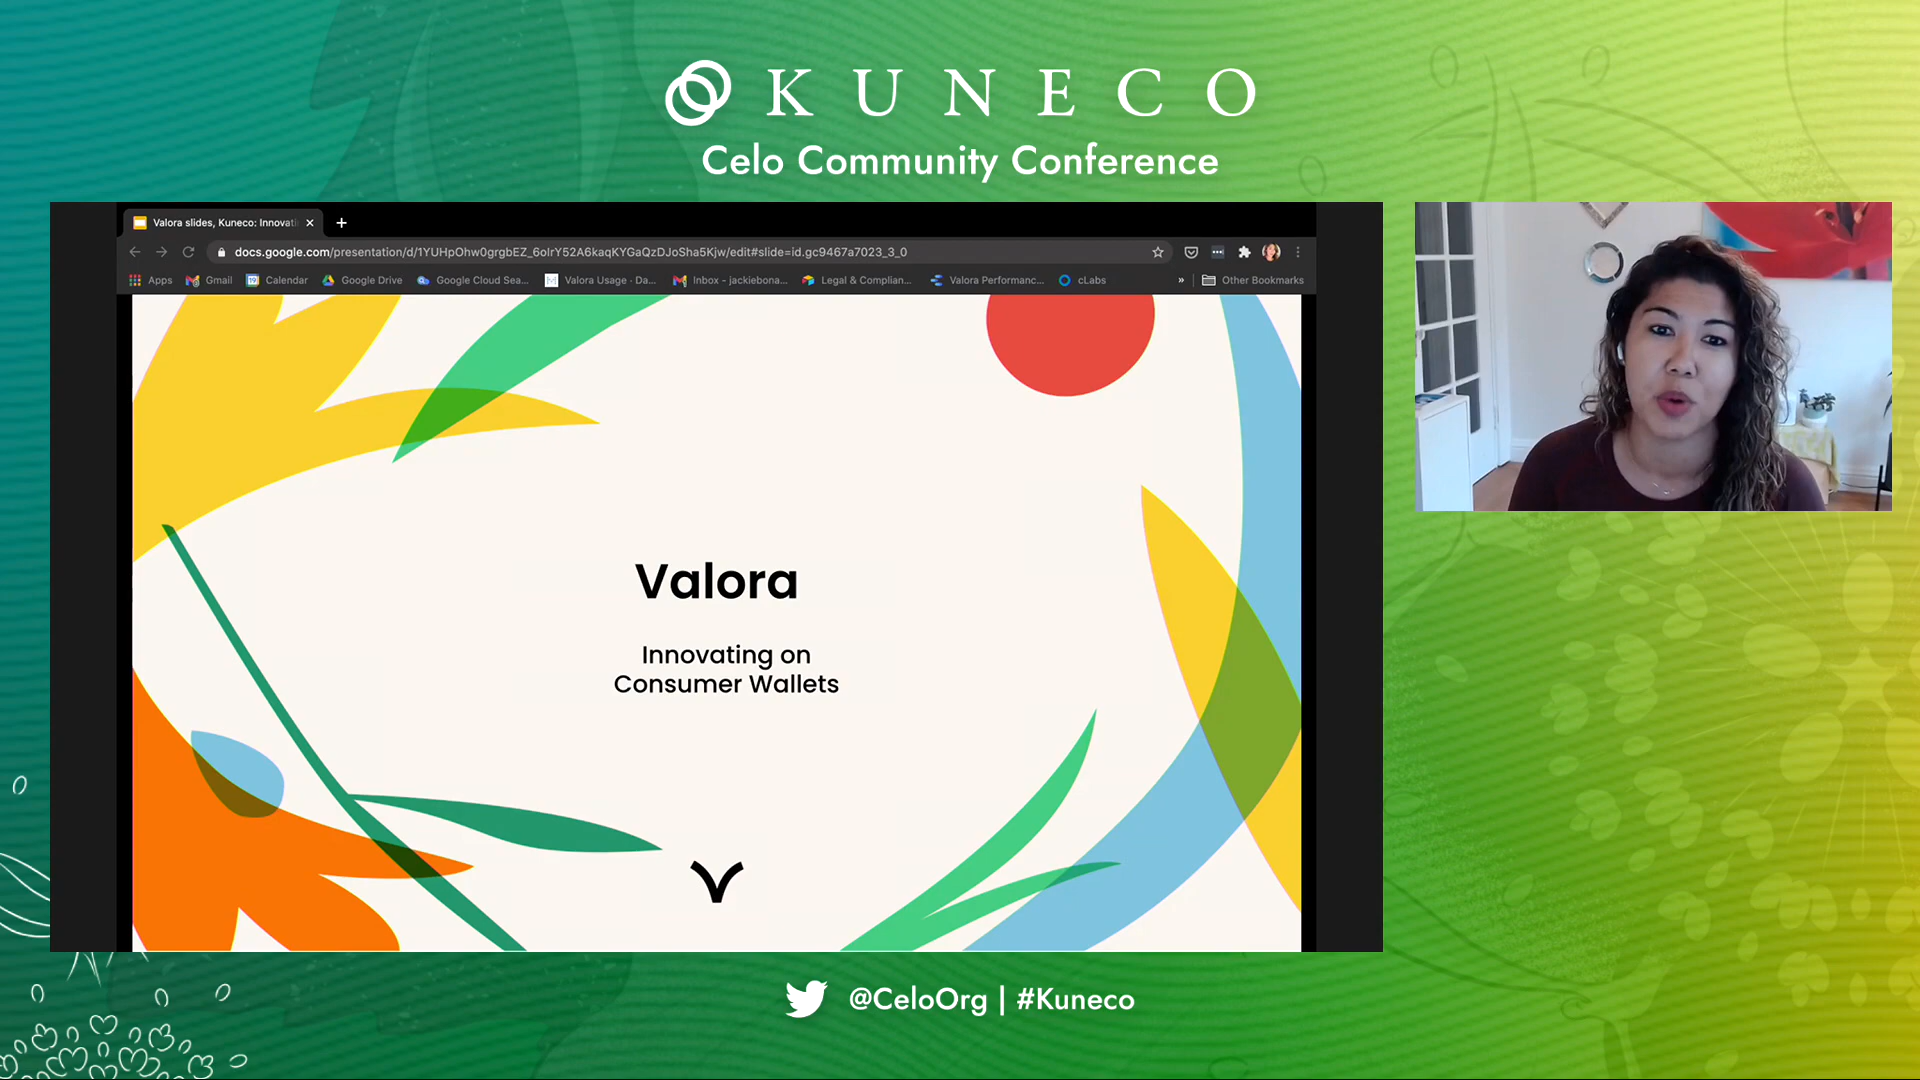 KUNECO
Celo Community Conference
Valora slides, Kuneco: Innovati
docs.google.com/presentation/d/1YUHpOhw0grgbEZ_6oIrY52A6kaqKYGaQzDJoSha5Kjw/edit#slide=id.gc9467a7023_3_0
Apps Gmail Calendar Google Drive Google Cloud Sea... Valora Usage - Da... Inbox - jackiebona... Legal & Complian... Valora Performanc... cLabs » Other Bookmarks
Valora
Innovating on
Consumer Wallets
@CeloOrg | #Kuneco